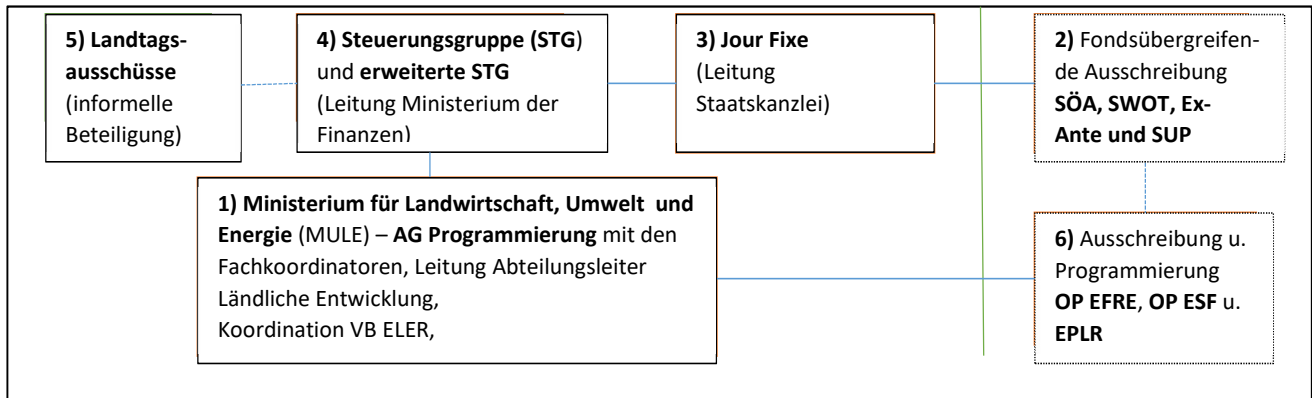 5) Landtags-
ausschüsse
(informelle
Beteiligung)
4) Steuerungsgruppe (STG)
und erweiterte STG
(Leitung Ministerium der
Finanzen)
3) Jour Fixe
(Leitung
Staatskanzlei)
2) Fondsübergreifen-
de Ausschreibung
SÖA, SWOT, Ex-
Ante und SUP
1) Ministerium für Landwirtschaft, Umwelt und
Energie (MULE) – AG Programmierung mit den
Fachkoordinatoren, Leitung Abteilungsleiter
Ländliche Entwicklung,
Koordination VB ELER,
6) Ausschreibung u.
Programmierung
OP EFRE, OP ESF u.
EPLR